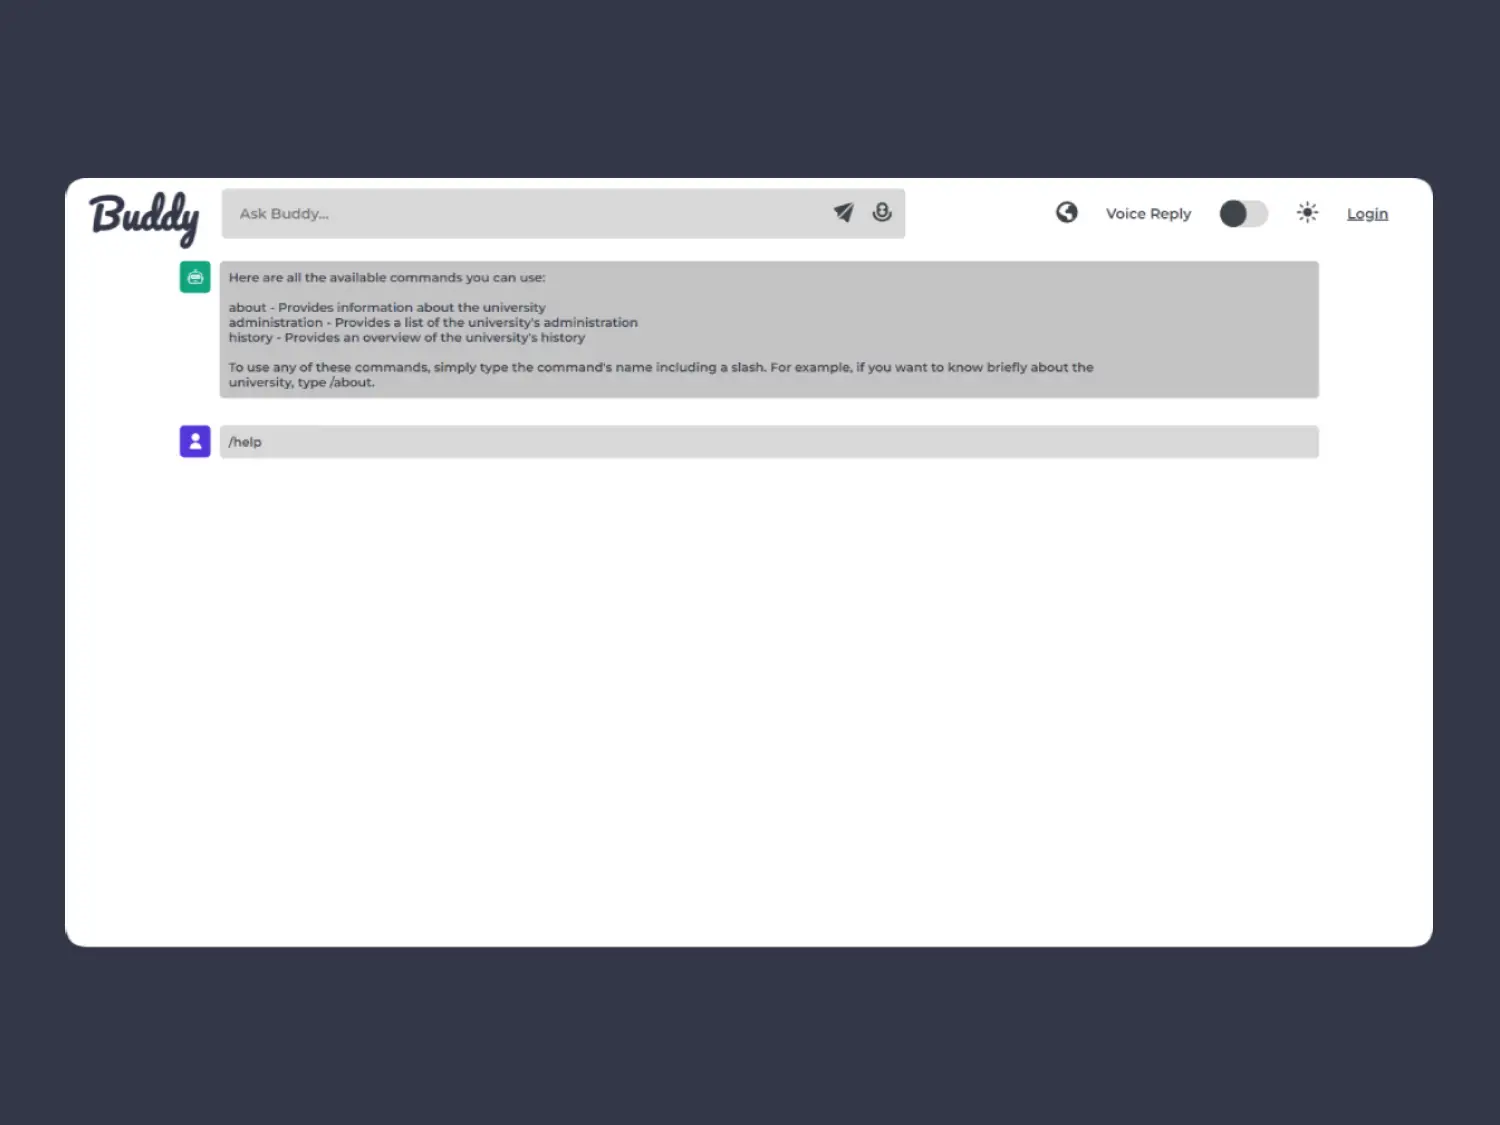 Buddy
Ask Buddy...
Voice Reply
Login
Here are all the available commands you can use:
about - Provides information about the university
administration - Provides a list of the university's administration
history - Provides an overview of the university's history
To use any of these commands, simply type the command's name including a slash. For example, if you want to know briefly about the
university, type /about.
/help